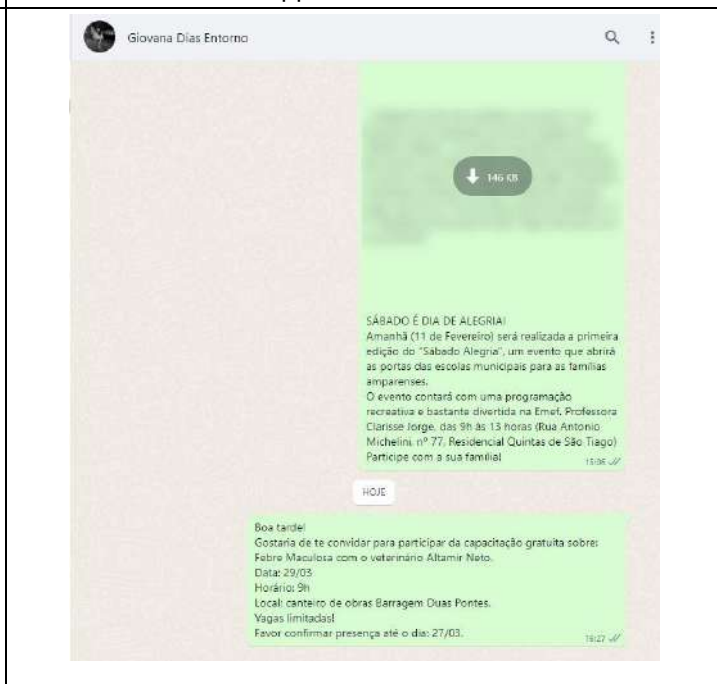 Giovana Dias Entorno
146 KB
SÁBADO É DIA DE ALEGRIA!
Amanhã (11 de Fevereiro) será realizada a primeira
edição do "Sábado Alegria", um evento que abrirá
as portas das escolas municipais para as famílias
amparenses.
O evento contará com uma programação
recreativa e bastante divertida na Emef. Professora
Clarisse Jorge, das 9h às 13 horas (Rua Antonio
Michelini, nº 77, Residencial Quintas de São Tiago)
Participe com a sua família!
HOJE
Boa tarde!
Gostaria de te convidar para participar da capacitação gratuita sobre:
Febre Maculosa com o veterinário Altamir Neto.
Data: 29/03
Horário: 9h
Local: canteiro de obras Barragem Duas Pontes.
Vagas limitadas!
Favor confirmar presença até o dia: 27/03.
16:27